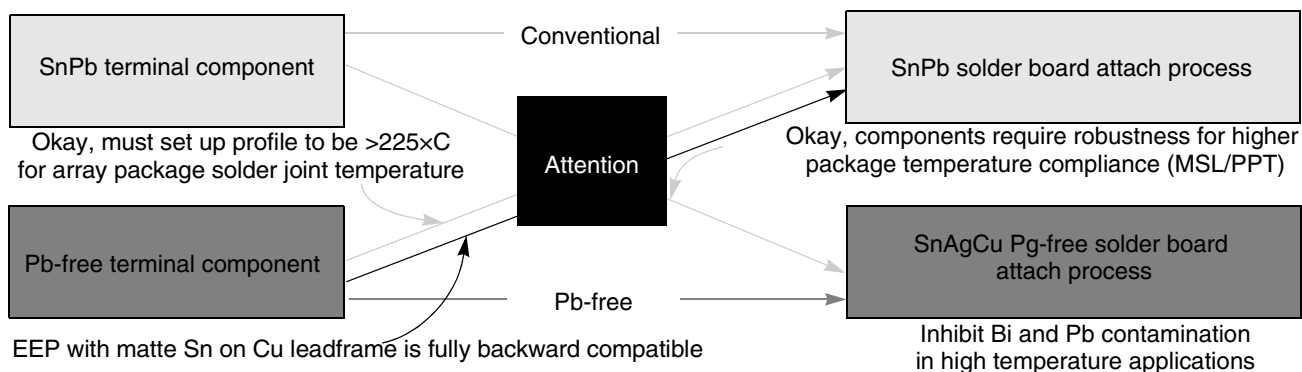 SnPb terminal component
Conventional
SnPb solder board attach process
Okay, must set up profile to be >225×C
for array package solder joint temperature
Attention
Okay, components require robustness for higher
package temperature compliance (MSL/PPT)
Pb-free terminal component
Pb-free
SnAgCu Pg-free solder board
attach process
EEP with matte Sn on Cu leadframe is fully backward compatible
Inhibit Bi and Pb contamination
in high temperature applications